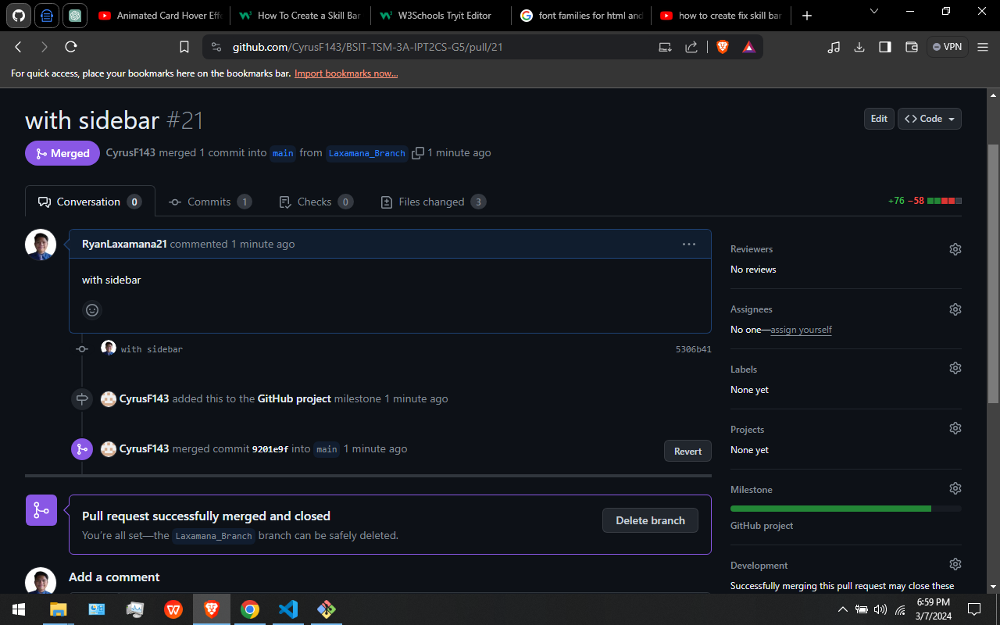 Animated Card Hover Effe
How To Create a Skill Bar
W3Schools Tryit Editor
font families for html and
how to create fix skill bar
github.com/CyrusF143/BSIT-TSM-3A-IPT2CS-G5/pull/21
VPN
For quick access, place your bookmarks here on the bookmarks bar. Import bookmarks now...
with sidebar #21
Edit
<> Code
Merged
CyrusF143 merged 1 commit into main from Laxamana_Branch 1 minute ago
Conversation 0
Commits 1
Checks 0
Files changed 3
+76 −58
RyanLaxamana21 commented 1 minute ago
with sidebar
with sidebar
5306b41
CyrusF143 added this to the GitHub project milestone 1 minute ago
CyrusF143 merged commit 9201e9f into main 1 minute ago
Revert
Pull request successfully merged and closed
You're all set—the Laxamana_Branch branch can be safely deleted.
Delete branch
Add a comment
Reviewers
No reviews
Assignees
No one—assign yourself
Labels
None yet
Projects
None yet
Milestone
GitHub project
Development
Successfully merging this pull request may close these
6:59 PM
3/7/2024